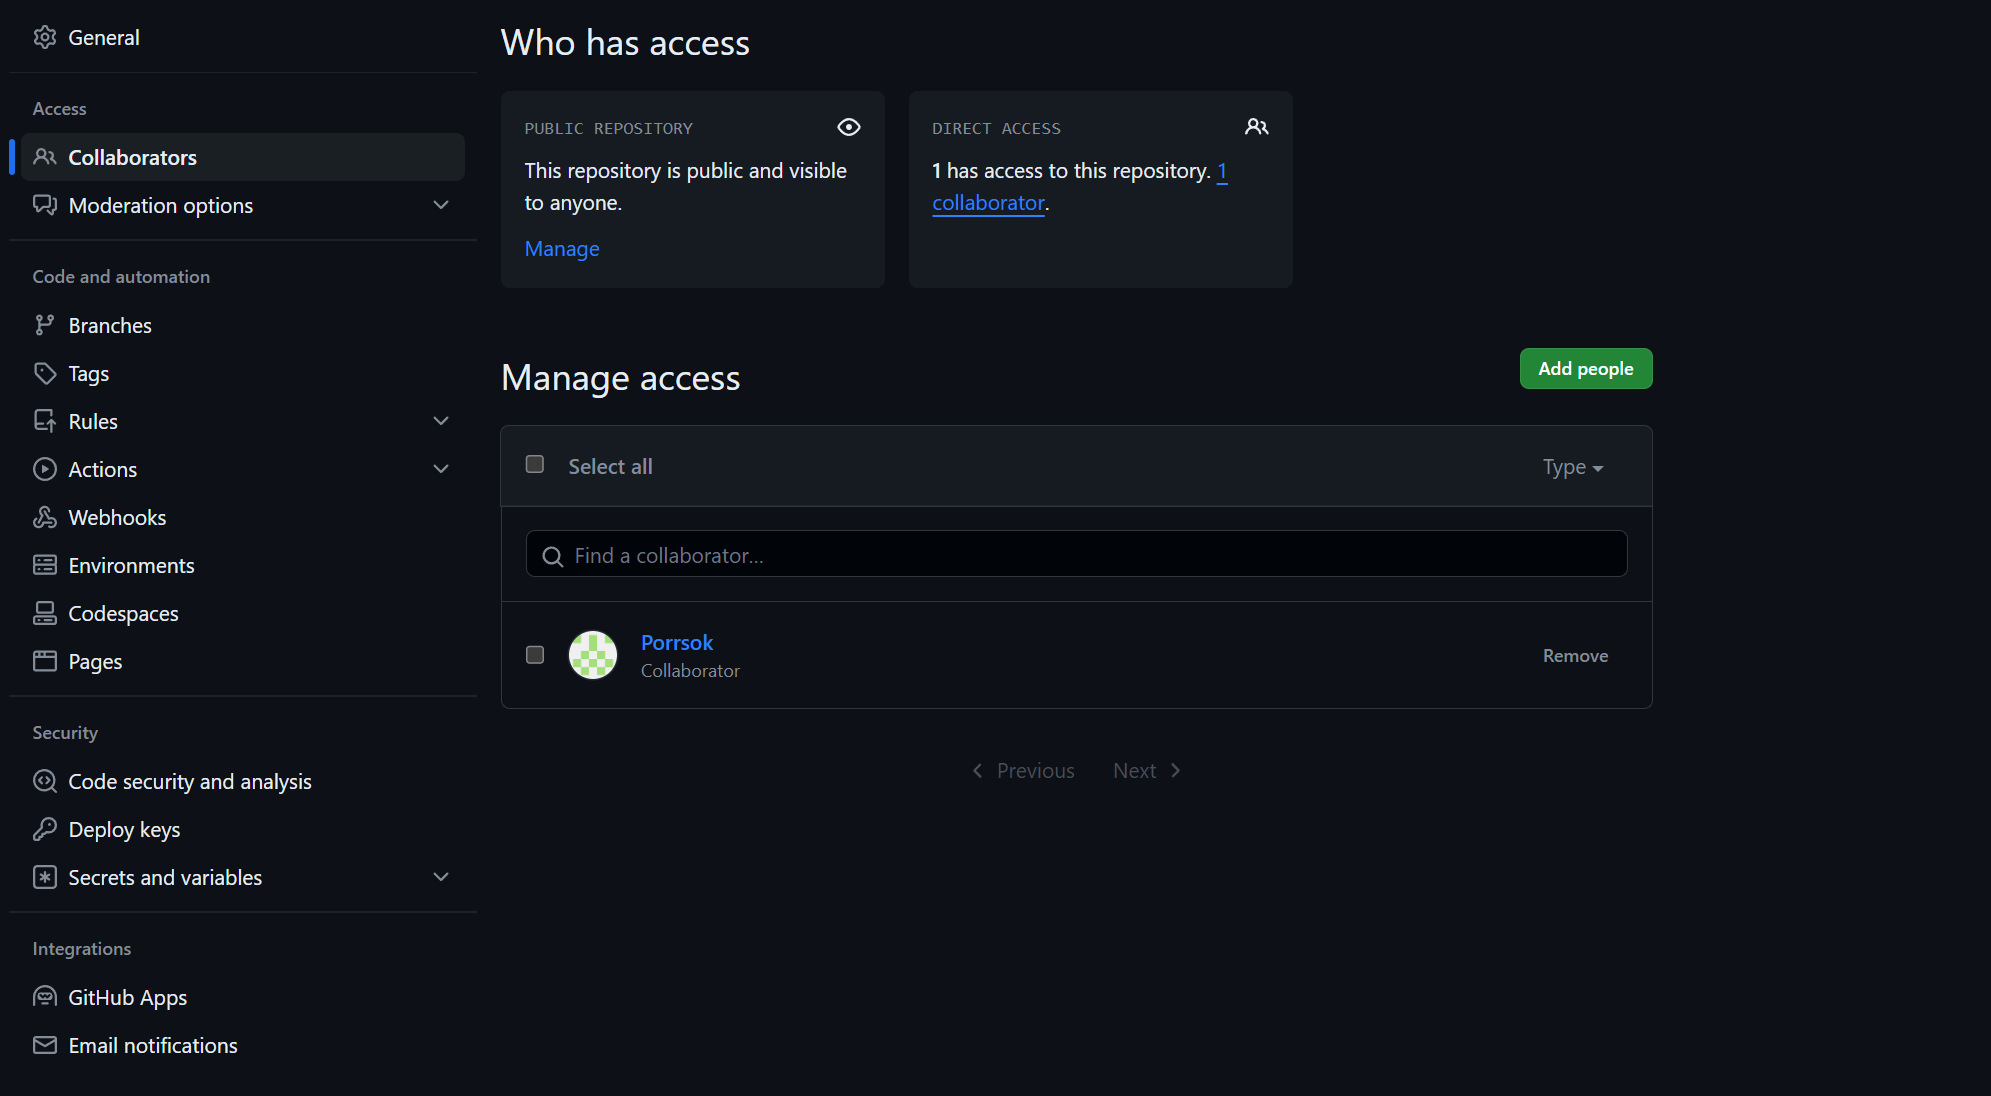 General
Access
Collaborators
Moderation options
Code and automation
Branches
Tags
Rules
Actions
Webhooks
Environments
Codespaces
Pages
Security
Code security and analysis
Deploy keys
Secrets and variables
Integrations
GitHub Apps
Email notifications
Who has access
PUBLIC REPOSITORY
This repository is public and visible
to anyone.
Manage
DIRECT ACCESS
1 has access to this repository. 1
collaborator.
Manage access
Add people
Select all
Type
Find a collaborator...
Porrsok
Collaborator
Remove
Previous
Next